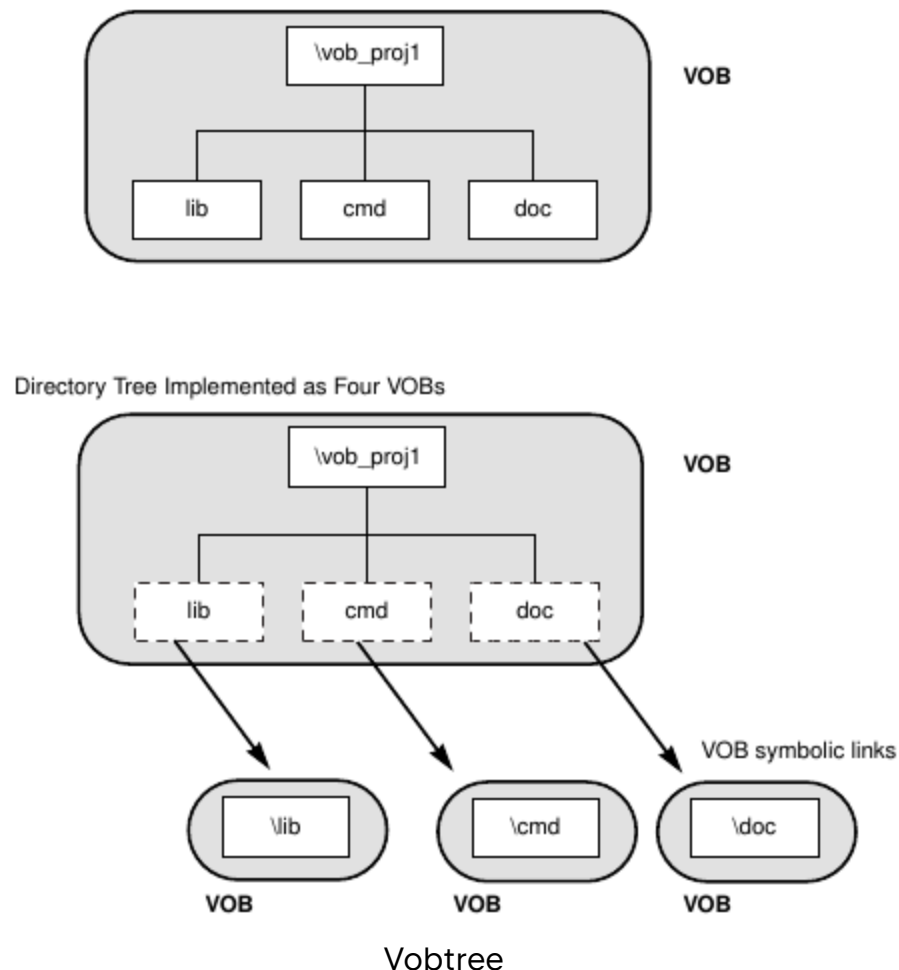 \vob_proj1
VOB
lib cmd doc
Directory Tree Implemented as Four VOBs
\vob_proj1
VOB
lib cmd doc
VOB symbolic links
\lib \cmd \doc
VOB VOB VOB
Vobtree